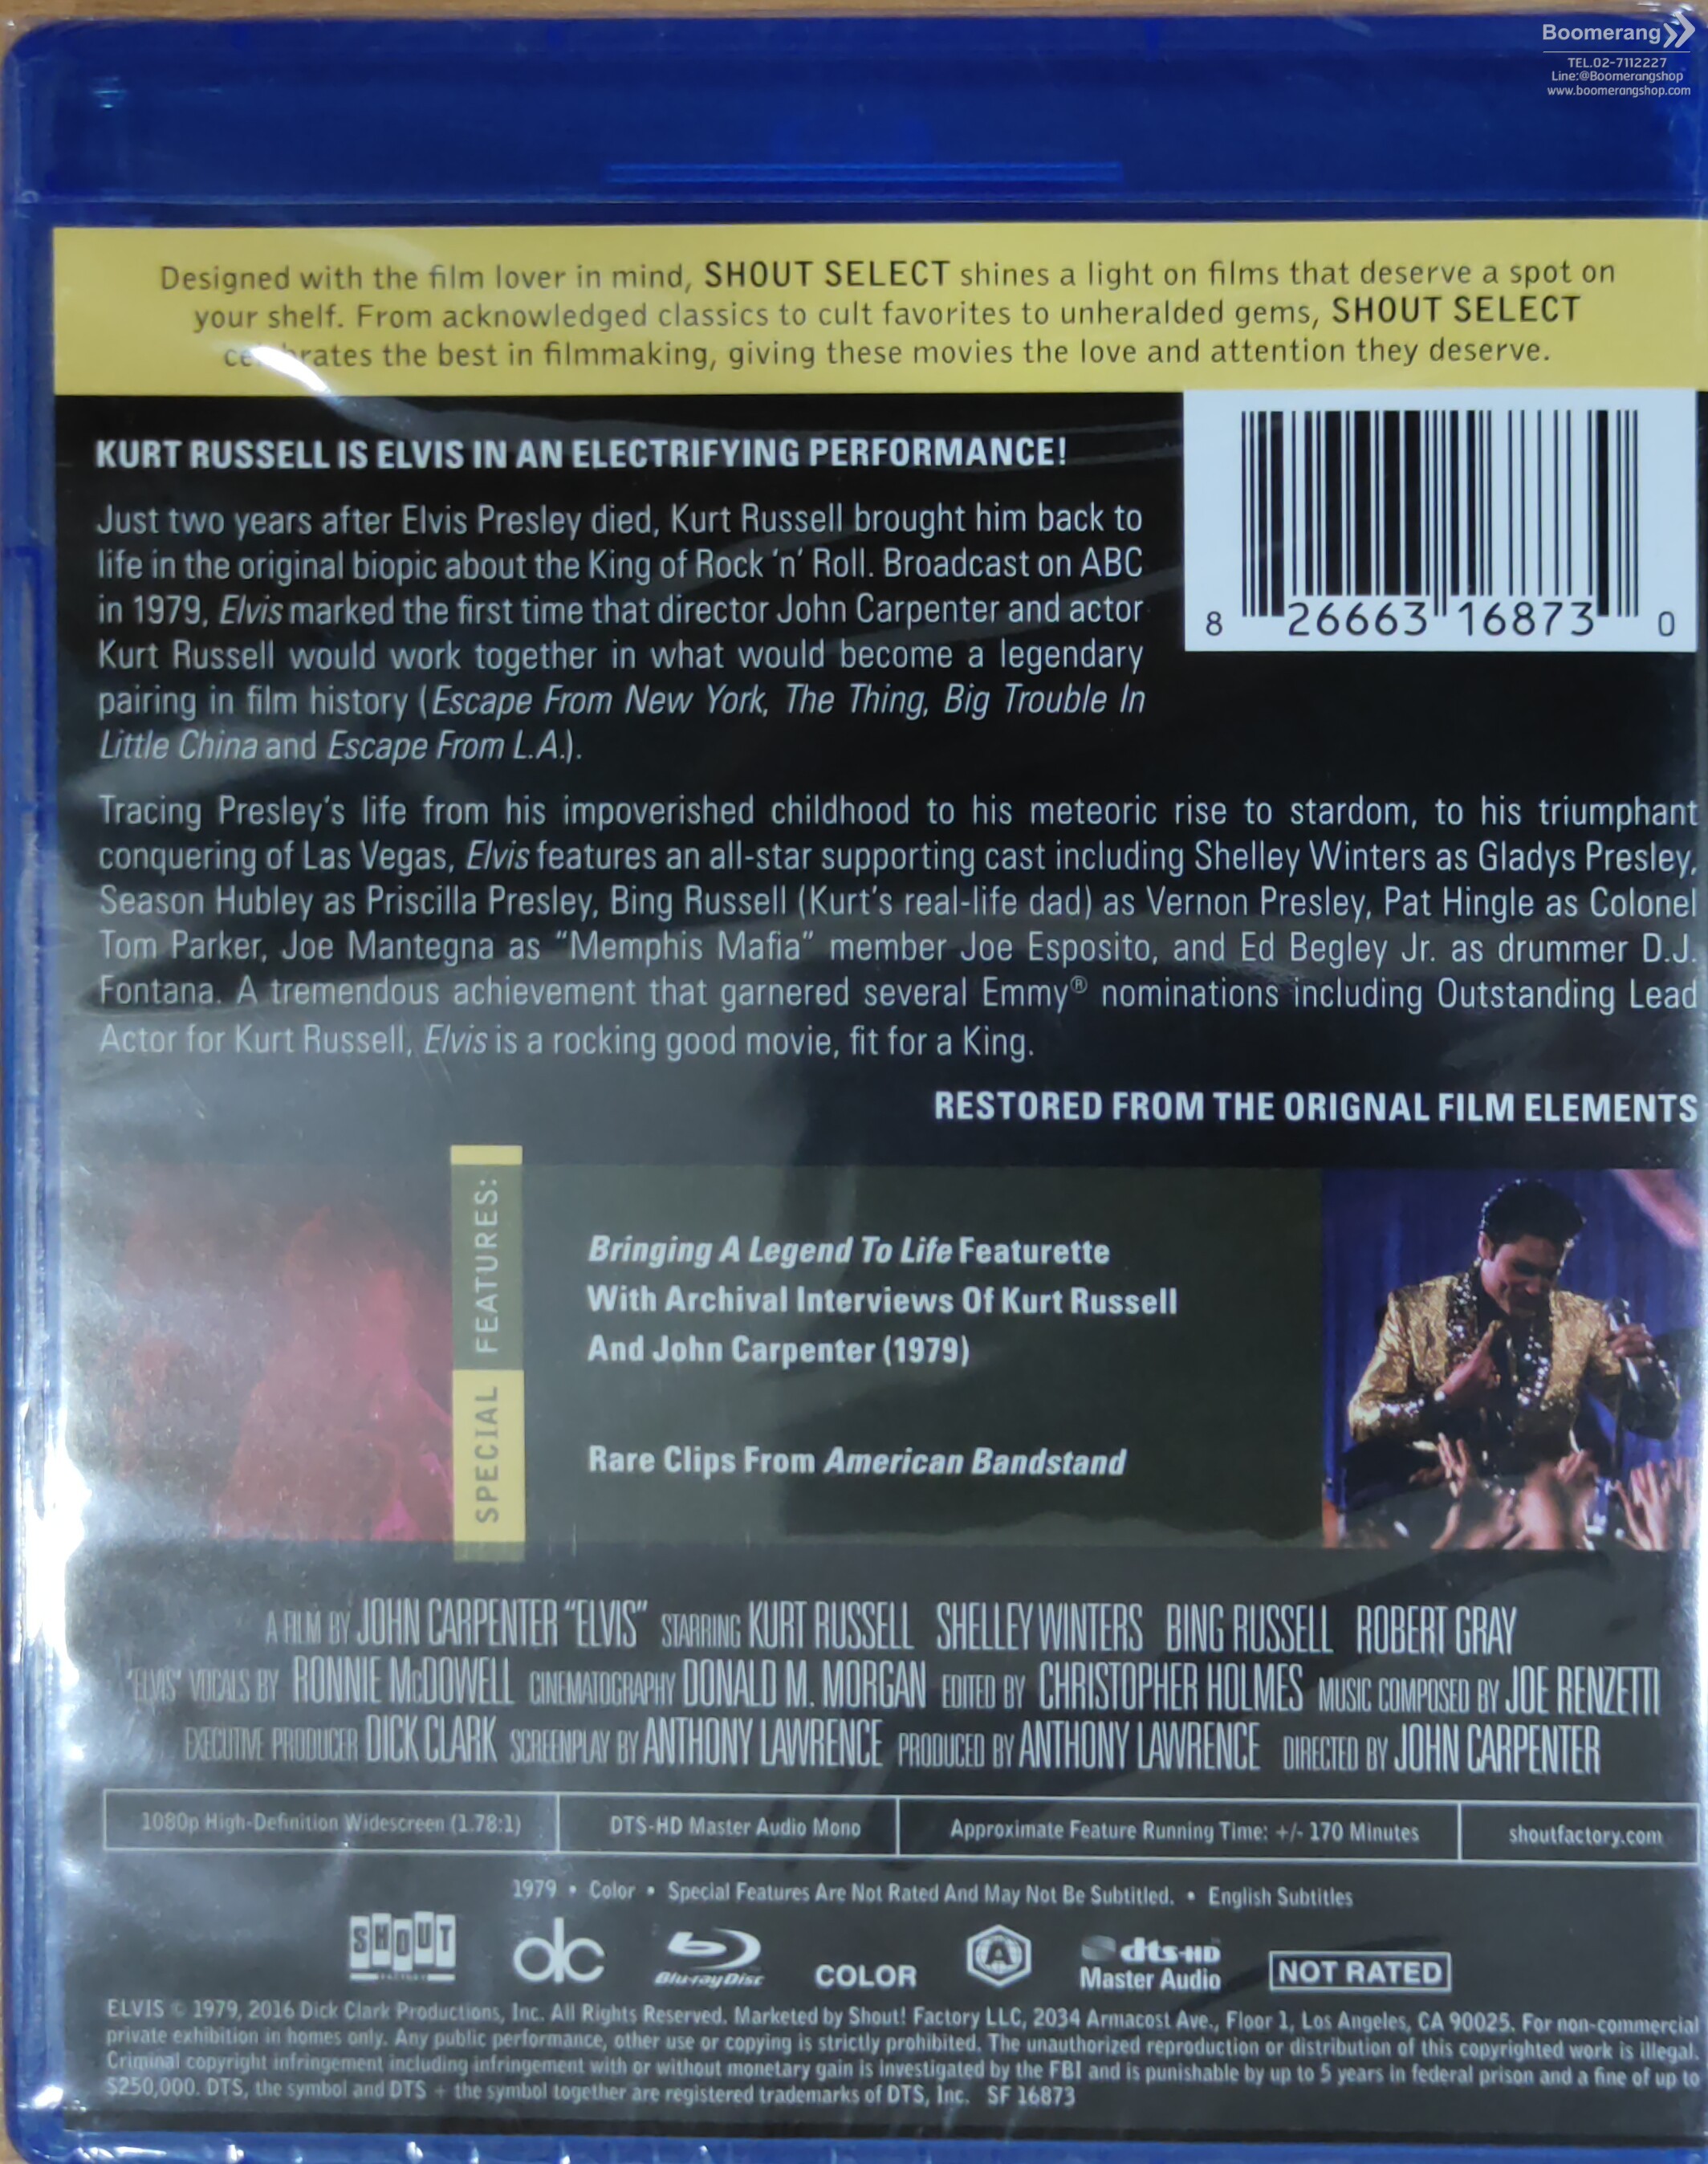 Boomerang
TEL.02-7112227
Line:@Boomerangshop
www.boomerangshop.com
Designed with the film lover in mind, SHOUT SELECT shines a light on films that deserve a spot on
your shelf. From acknowledged classics to cult favorites to unheralded gems, SHOUT SELECT
the best in filmmaking, giving these movies the love and attention they deserve.
KURT RUSSELL IS ELVIS IN AN ELECTRIFYING PERFORMANCE!
Just two years after Elvis Presley died, Kurt Russell brought him back to
life in the original biopic about the King of Rock ‘n’ Roll. Broadcast on ABC
in 1979, Elvis marked the first time that director John Carpenter and actor
Kurt Russell would work together in what would become a legendary
pairing in film history (Escape From New York, The Thing, Big Trouble In
Little China and Escape From L.A.).
8 26663 16873 0
Tracing Presley’s life from his impoverished childhood to his meteoric rise to stardom, to his triumphant
conquering of Las Vegas, Elvis features an all-star supporting cast including Shelley Winters as Gladys Presley,
Season Hubley as Priscilla Presley, Bing Russell (Kurt’s real-life dad) as Vernon Presley, Pat Hingle as Colonel
Tom Parker, Joe Mantegna as “Memphis Mafia” member Joe Esposito, and Ed Begley Jr. as drummer D.J.
Fontana. A tremendous achievement that garnered several Emmy® nominations including Outstanding Lead
Actor for Kurt Russell, Elvis is a rocking good movie, fit for a King.
RESTORED FROM THE ORIGNAL FILM ELEMENTS
SPECIAL FEATURES:
Bringing A Legend To Life Featurette
With Archival Interviews Of Kurt Russell
And John Carpenter (1979)
Rare Clips From American Bandstand
A FILM BY JOHN CARPENTER “ELVIS” STARRING KURT RUSSELL SHELLEY WINTERS BING RUSSELL ROBERT GRAY
“ELVIS” VOCALS BY RONNIE McDOWELL CINEMATOGRAPHY DONALD M. MORGAN EDITED BY CHRISTOPHER HOLMES MUSIC COMPOSED BY JOE RENZETTI
EXECUTIVE PRODUCER DICK CLARK SCREENPLAY BY ANTHONY LAWRENCE PRODUCED BY ANTHONY LAWRENCE DIRECTED BY JOHN CARPENTER
1080p High-Definition Widescreen (1.78:1) DTS-HD Master Audio Mono Approximate Feature Running Time: +/- 170 Minutes shoutfactory.com
1979 • Color • Special Features Are Not Rated And May Not Be Subtitled. • English Subtitles
SHOUT FACTORY dc Blu-ray Disc COLOR A dts-HD Master Audio NOT RATED
ELVIS © 1979, 2016 Dick Clark Productions, Inc. All Rights Reserved. Marketed by Shout! Factory LLC, 2034 Armacost Ave., Floor 1, Los Angeles, CA 90025. For non-commercial
private exhibition in homes only. Any public performance, other use or copying is strictly prohibited. The unauthorized reproduction or distribution of this copyrighted work is illegal.
Criminal copyright infringement including infringement with or without monetary gain is investigated by the FBI and is punishable by up to 5 years in federal prison and a fine of up to
$250,000. DTS, the symbol and DTS + the symbol together are registered trademarks of DTS, Inc. SF 16873